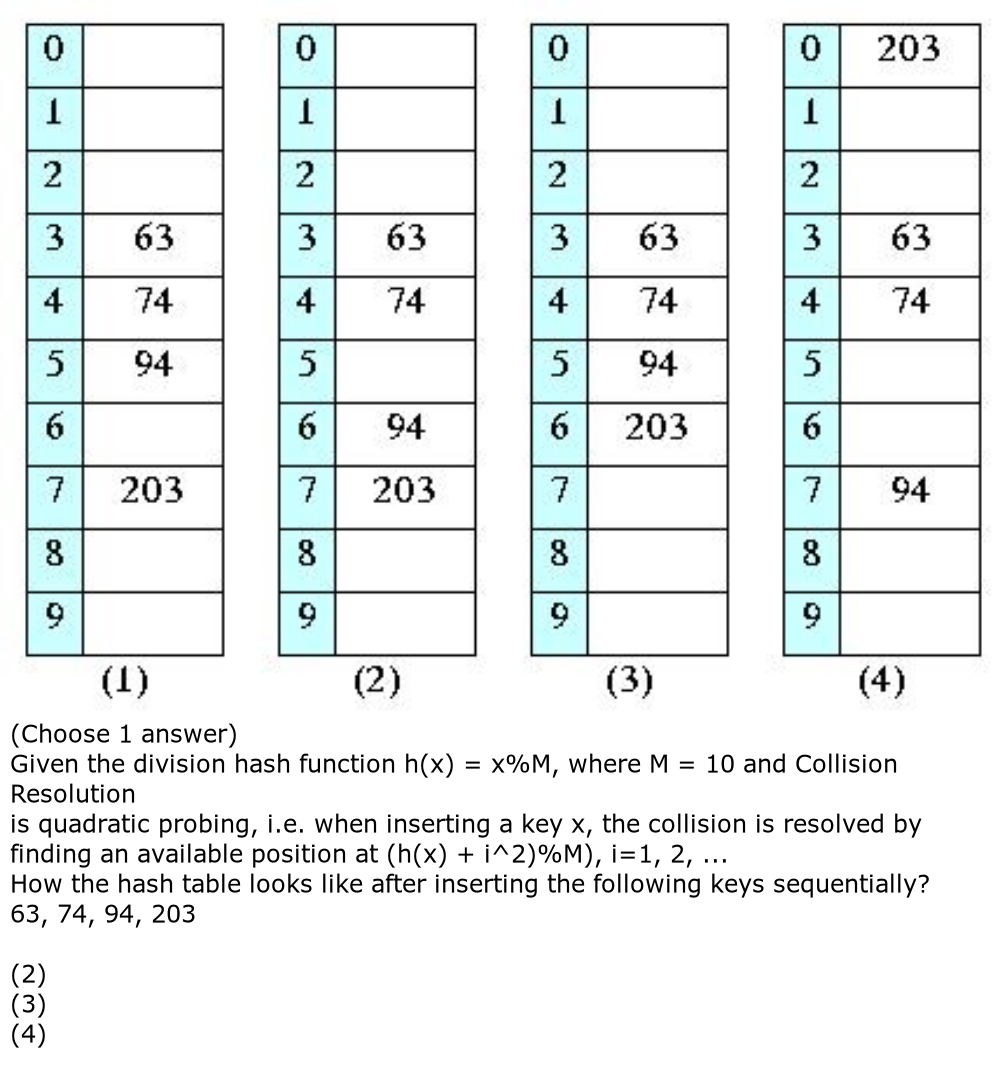 0 0 0 0 203
1 1 1 1
2 2 2 2
3 63 3 63 3 63 3 63
4 74 4 74 4 74 4 74
5 94 5 5 94 5
6 6 94 6 203 6
7 203 7 203 7 7 94
8 8 8 8
9 9 9 9
(1) (2) (3) (4)
(Choose 1 answer)
Given the division hash function h(x) = x%M, where M = 10 and Collision
Resolution
is quadratic probing, i.e. when inserting a key x, the collision is resolved by
finding an available position at (h(x) + i^2)%M), i=1, 2, ...
How the hash table looks like after inserting the following keys sequentially?
63, 74, 94, 203
(2)
(3)
(4)